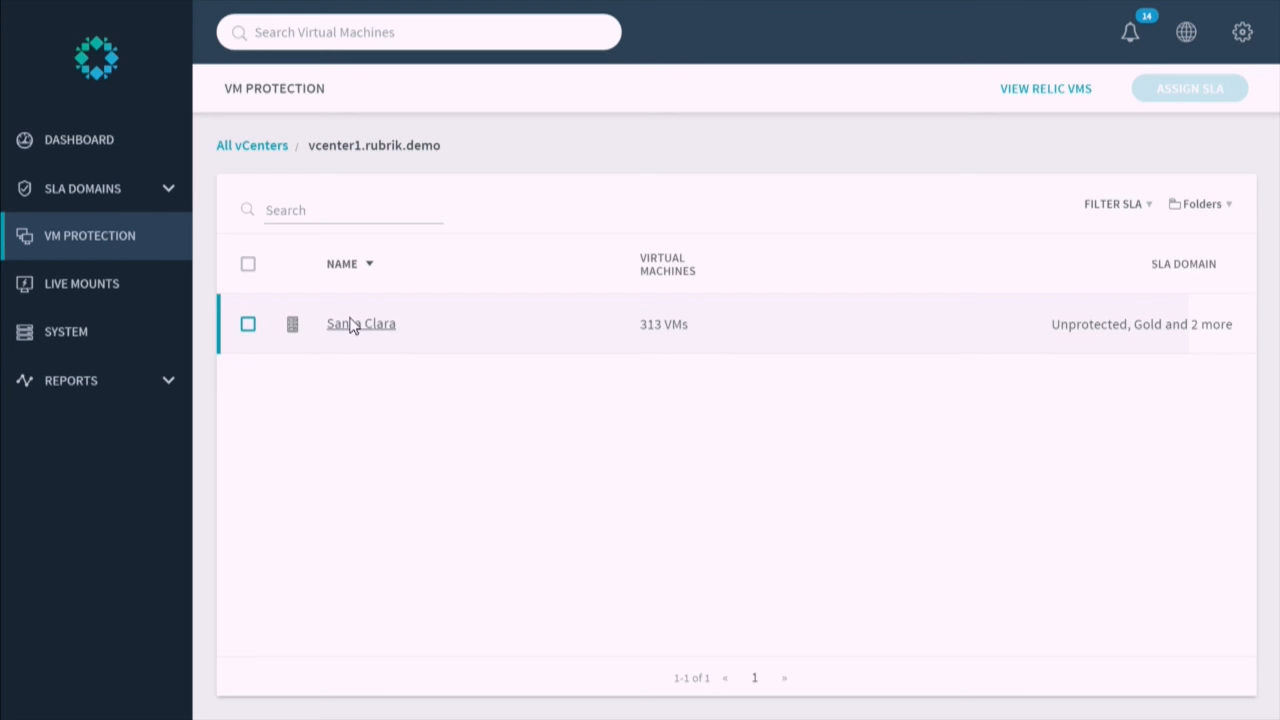 Search Virtual Machines
14
VM PROTECTION
VIEW RELIC VMS
ASSIGN SLA
DASHBOARD
SLA DOMAINS
VM PROTECTION
LIVE MOUNTS
SYSTEM
REPORTS
All vCenters / vcenter1.rubrik.demo
Search
FILTER SLA
Folders
NAME
VIRTUAL
MACHINES
SLA DOMAIN
Santa Clara
313 VMs
Unprotected, Gold and 2 more
1-1 of 1 « 1 »